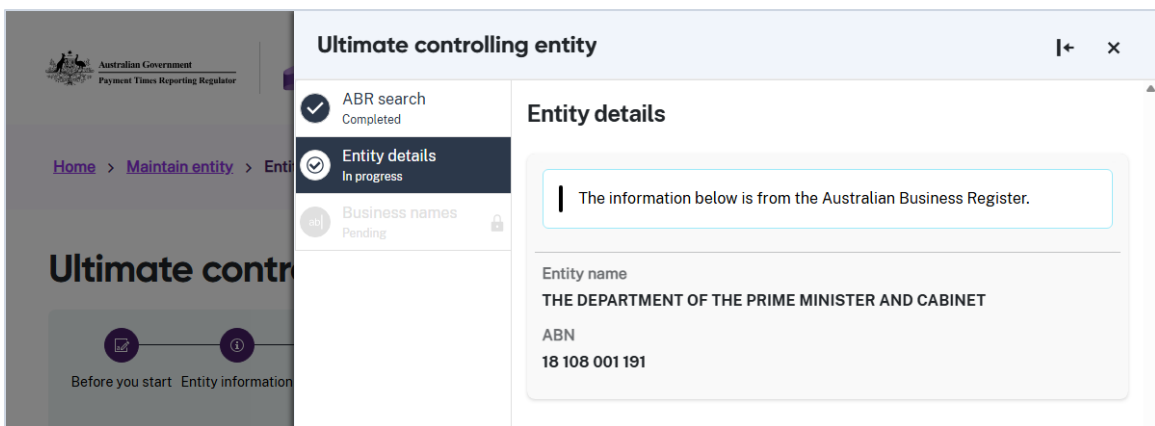 Australian Government
Payment Times Reporting Regulator
Home > Maintain entity > Enti
Ultimate contr
Before you start
Entity information
Ultimate controlling entity
ABR search
Completed
Entity details
In progress
ab
Business names
Pending
Entity details
The information below is from the Australian Business Register.
Entity name
THE DEPARTMENT OF THE PRIME MINISTER AND CABINET
ABN
18 108 001 191